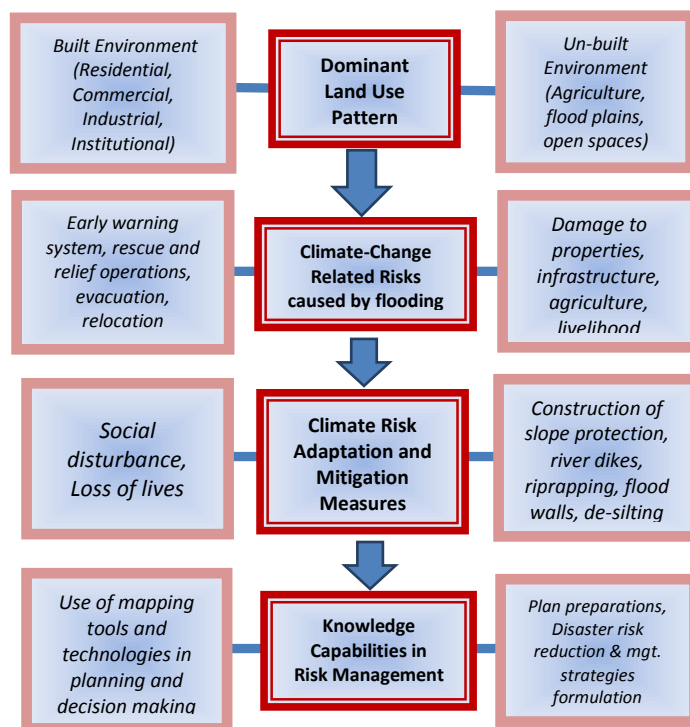 Built Environment
(Residential,
Commercial,
Industrial,
Institutional)
Dominant
Land Use
Pattern
Un-built
Environment
(Agriculture,
flood plains,
open spaces)
Early warning
system, rescue and
relief operations,
evacuation,
relocation
Climate-Change
Related Risks
caused by flooding
Damage to
properties,
infrastructure,
agriculture,
livelihood
Social
disturbance,
Loss of lives
Climate Risk
Adaptation and
Mitigation
Measures
Construction of
slope protection,
river dikes,
riprapping, flood
walls, de-silting
Use of mapping
tools and
technologies in
planning and
decision making
Knowledge
Capabilities in
Risk Management
Plan preparations,
Disaster risk
reduction & mgt.
strategies
formulation